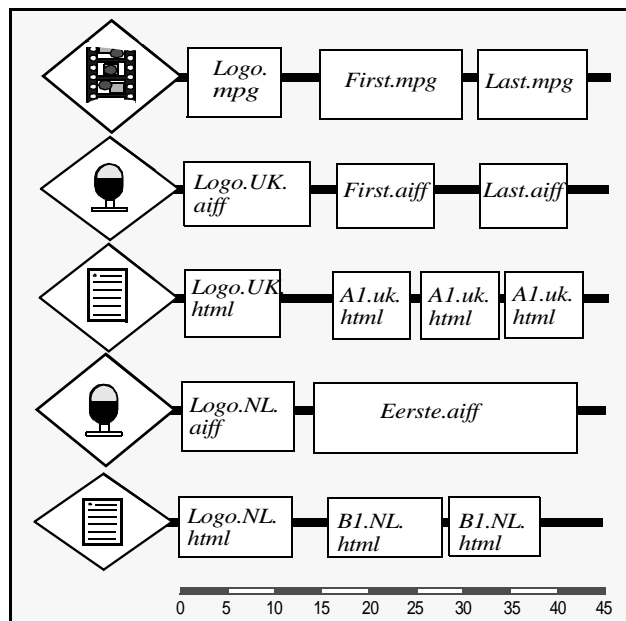 Logo.
mpg
First.mpg
Last.mpg
Logo.UK.
aiff
First.aiff
Last.aiff
Logo.UK.
html
A1.uk.
html
A1.uk.
html
A1.uk.
html
Logo.NL.
aiff
Eerste.aiff
Logo.NL.
html
B1.NL.
html
B1.NL.
html
0 5 10 15 20 25 30 35 40 45